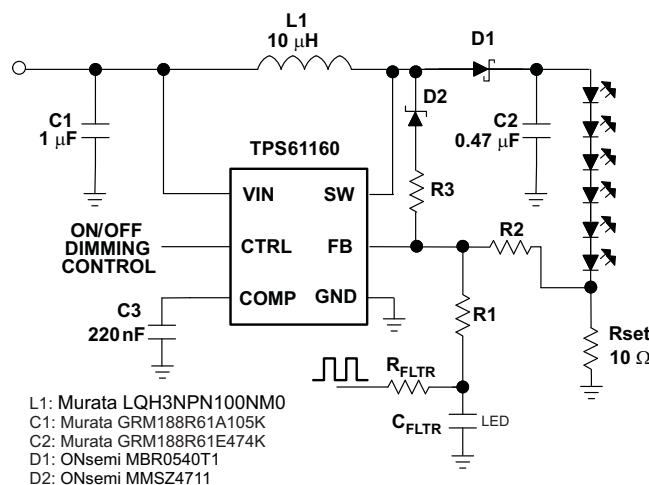 L1
10 μH
D1
D2
C1
1 μF
C2
0.47 μF
TPS61160
R3
VIN
SW
ON/OFF
DIMMING
CONTROL
CTRL
FB
R2
C3
220 nF
COMP
GND
R1
Rset
10 Ω
RFLTR
CFLTR
LED
L1: Murata LQH3NPN100NM0
C1: Murata GRM188R61A105K
C2: Murata GRM188R61E474K
D1: ONsemi MBR0540T1
D2: ONsemi MMSZ4711